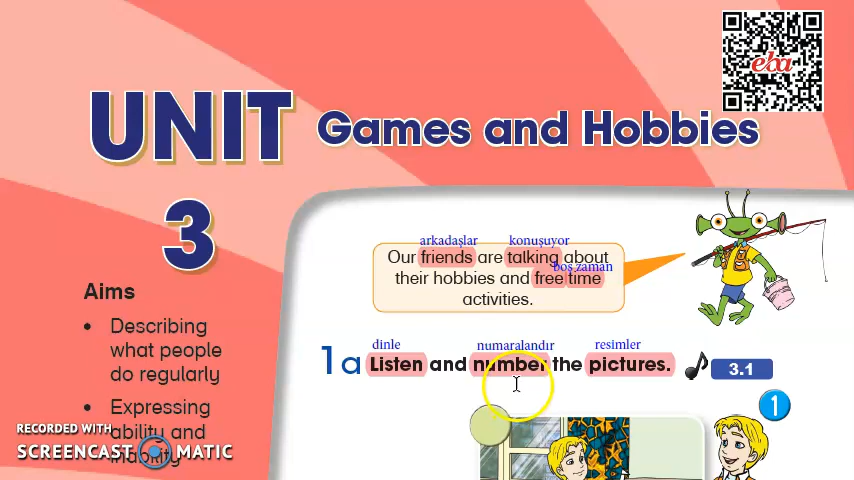 eba
UNIT
3
Games and Hobbies
arkadaşlar
konuşuyor
Our friends are talking about
boş zaman
their hobbies and free time
activities.
Aims
• Describing
what people
do regularly
• Expressing
ability and
inability
dinle
numaralandır
resimler
1a Listen and number the pictures.
3.1
1
RECORDED WITH
SCREENCAST MATIC